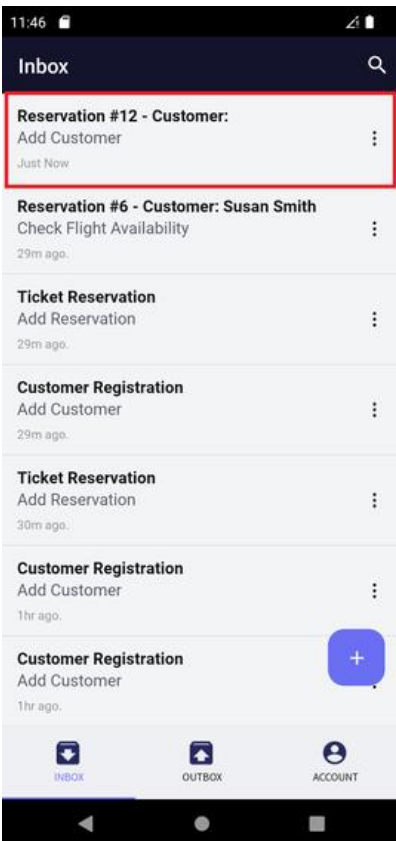 11:46
Inbox
Reservation #12 - Customer:
Add Customer
Just Now
Reservation #6 - Customer: Susan Smith
Check Flight Availability
29m ago.
Ticket Reservation
Add Reservation
29m ago.
Customer Registration
Add Customer
29m ago.
Ticket Reservation
Add Reservation
30m ago.
Customer Registration
Add Customer
1hr ago.
Customer Registration
Add Customer
1hr ago.
INBOX
OUTBOX
ACCOUNT